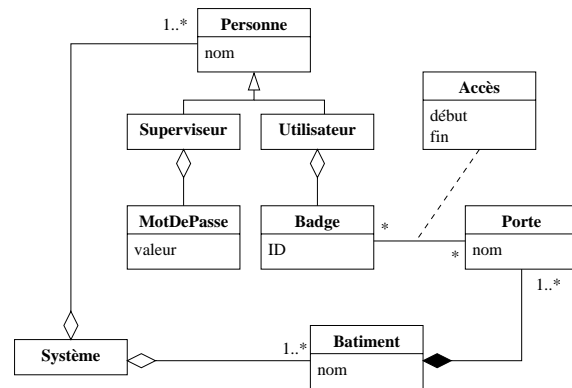 1..*
Personne
nom
Accès
début
fin
Superviseur
Utilisateur
MotDePasse
valeur
Badge
ID
*
*
Porte
nom
1..*
Système
1..*
Batiment
nom